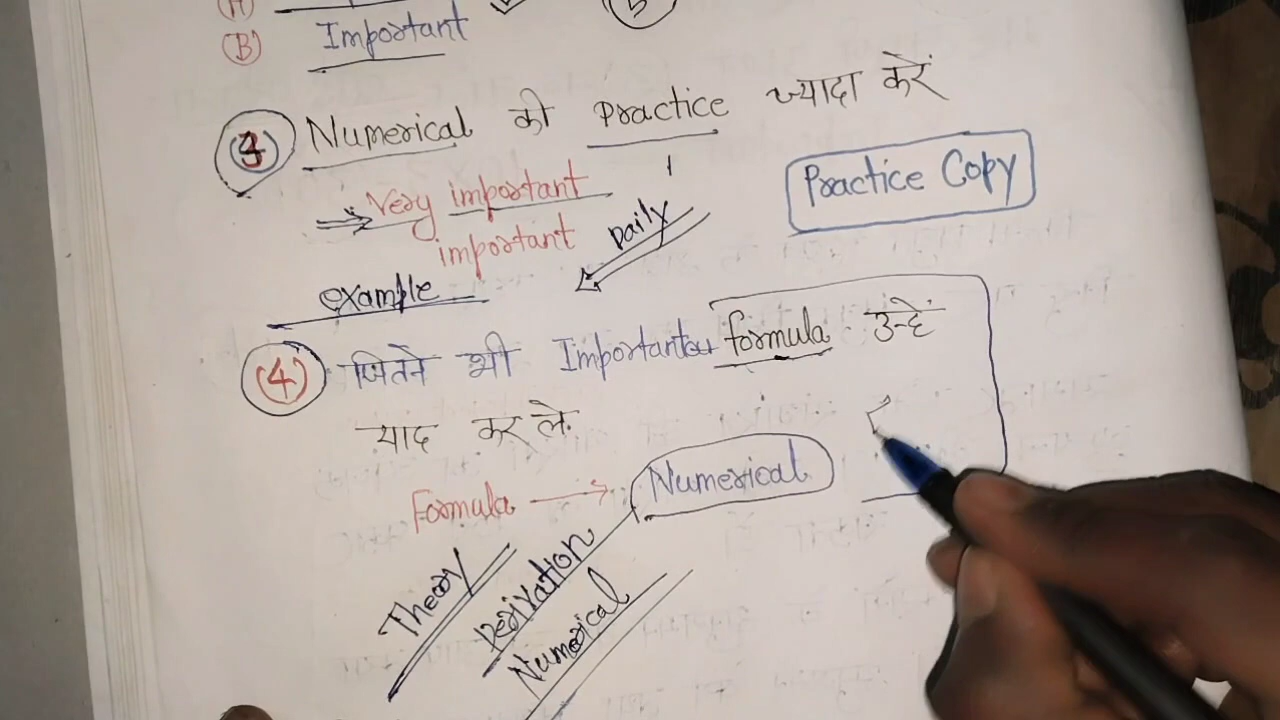 (B) Important
(3) Numerical की Practice ज्यादा करें
Practice Copy
⇒ Very important
important
Daily
example
(4) जितने भी Important formula उन्हें
याद कर ले
Formula → Numerical
Theory
Derivation
Numerical